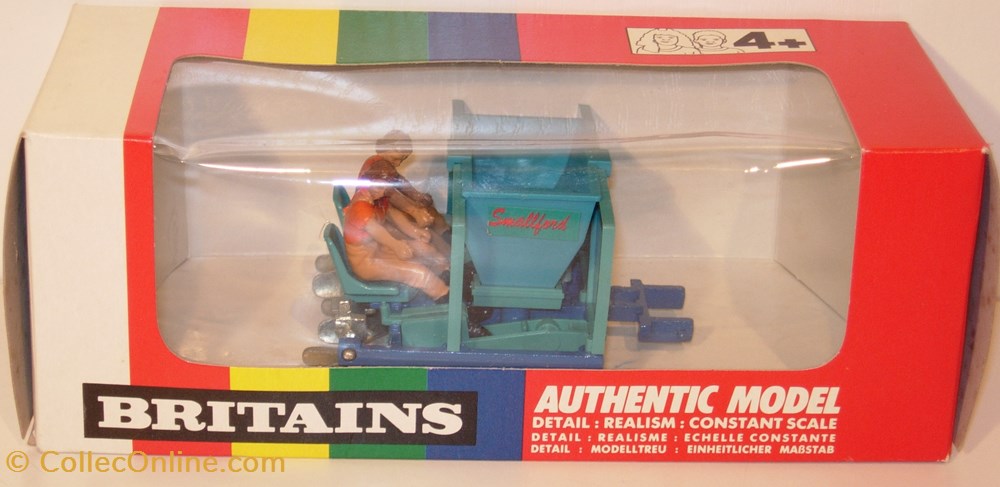 4+
Smallford
BRITAINS
AUTHENTIC MODEL
DETAIL : REALISM : CONSTANT SCALE
DETAIL : REALISME : ECHELLE CONSTANTE
DETAIL : MODELLTREU : EINHEITLICHER MAßSTAB
© CollecOnline.com